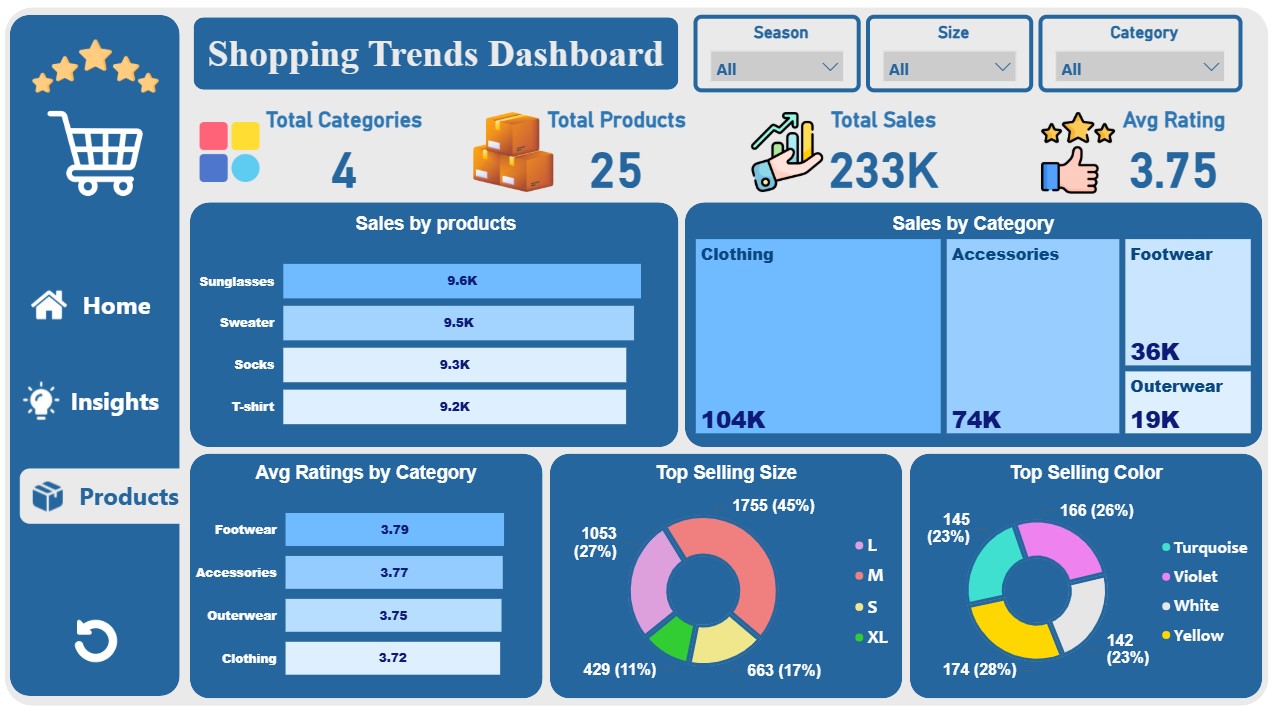 Shopping Trends Dashboard
Season
All
Size
All
Category
All
Total Categories
4
Total Products
25
Total Sales
233K
Avg Rating
3.75
Home
Insights
Products
Sales by products
Sunglasses
9.6K
Sweater
9.5K
Socks
9.3K
T-shirt
9.2K
Sales by Category
Clothing
104K
Accessories
74K
Footwear
36K
Outerwear
19K
Avg Ratings by Category
Footwear
3.79
Accessories
3.77
Outerwear
3.75
Clothing
3.72
Top Selling Size
1755 (45%)
1053
(27%)
429 (11%)
663 (17%)
L
M
S
XL
Top Selling Color
166 (26%)
145
(23%)
142
(23%)
174 (28%)
Turquoise
Violet
White
Yellow